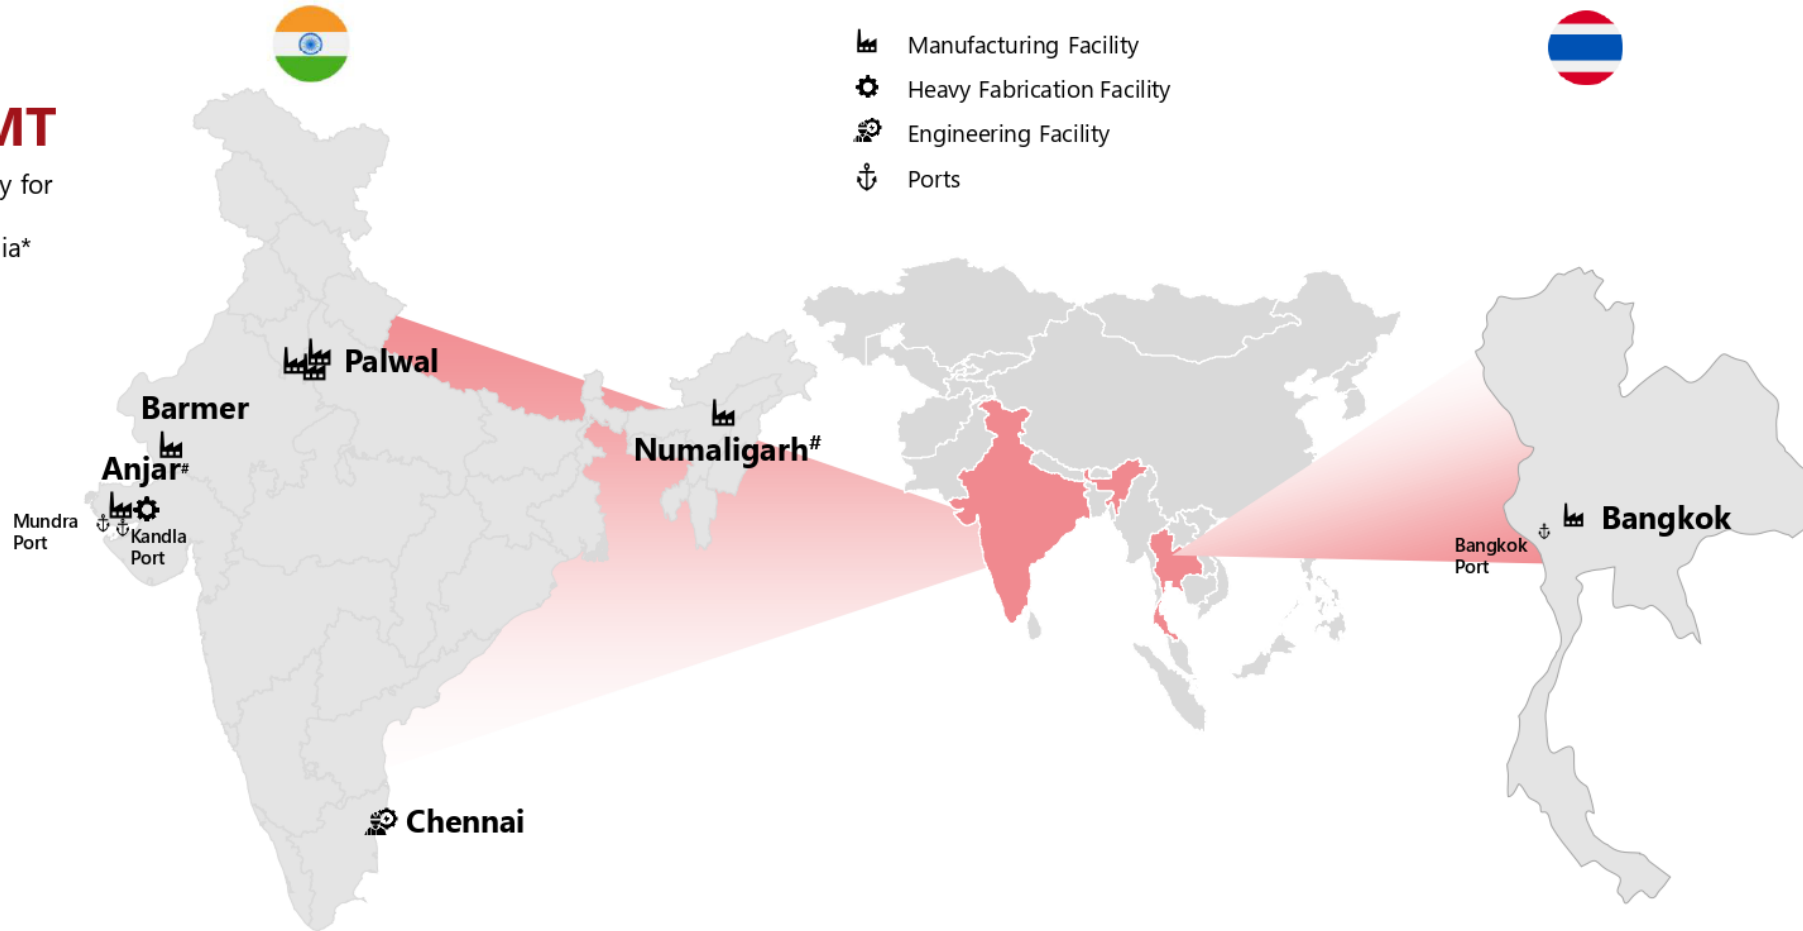 MT
y for
ia*
Manufacturing Facility
Heavy Fabrication Facility
Engineering Facility
Ports
Palwal
Barmer
Anjar#
Mundra
Port
Kandla
Port
Numaligarh#
Chennai
Bangkok
Bangkok
Port